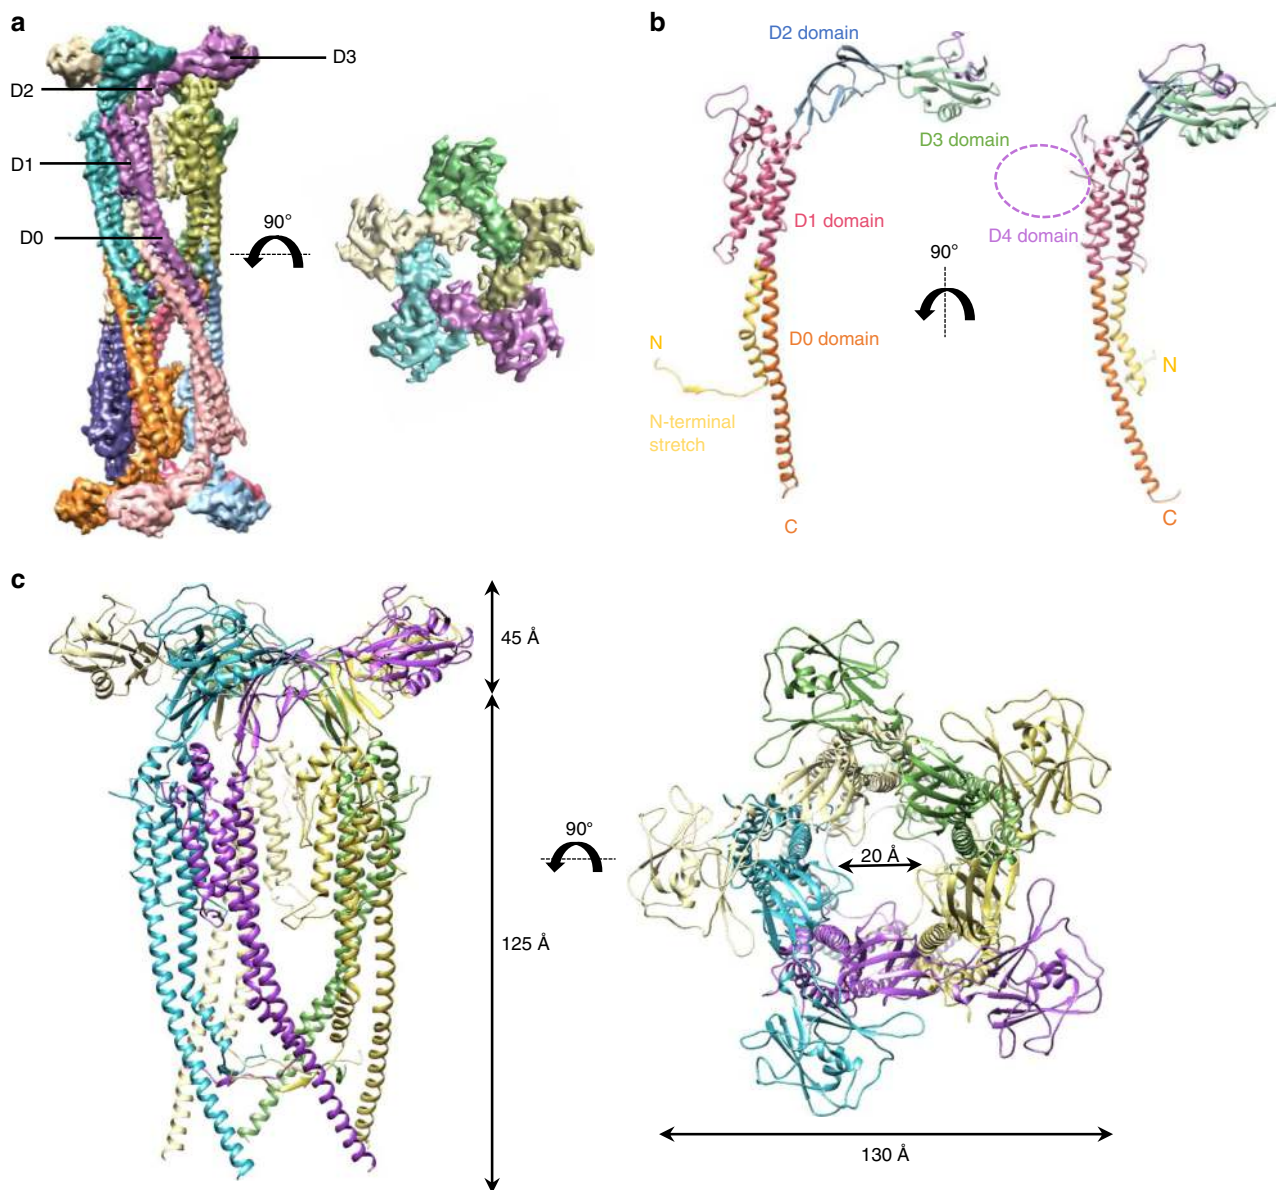 a
D3
D2
D1
D0
90°
b
D2 domain
D3 domain
D1 domain
D4 domain
90°
D0 domain
N
N-terminal
stretch
C
N
C
c
45 Å
125 Å
90°
20 Å
130 Å